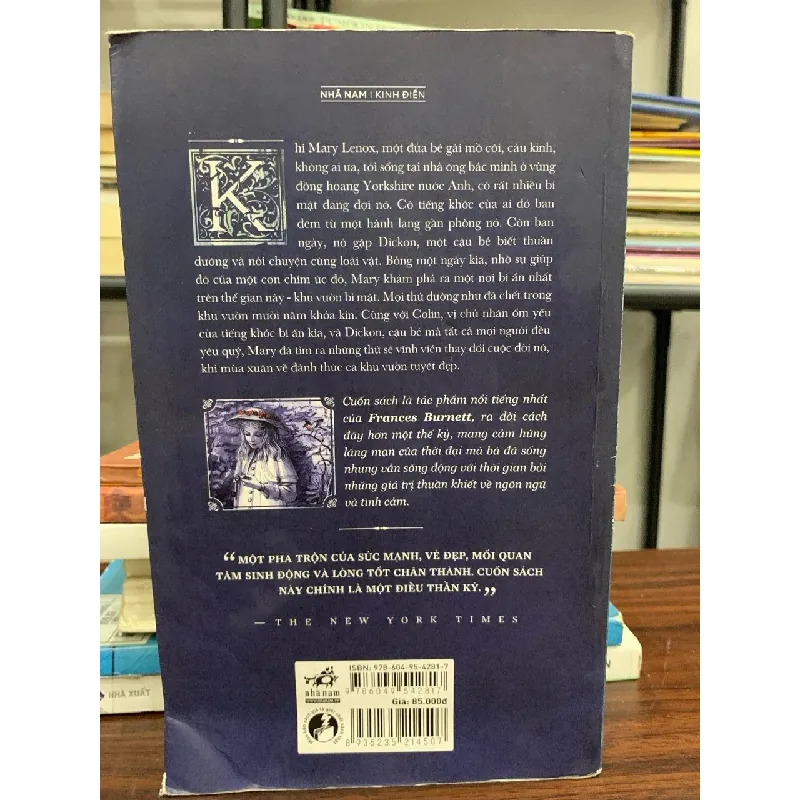 NHÃ NAM | KINH ĐIỂN
Khi Mary Lenox, một đứa bé gái mồ côi, cáu kỉnh,
không ai ưa, tới sống tại nhà ông bác mình ở vùng
đồng hoang Yorkshire nước Anh, có rất nhiều bí
mật đang đợi nó. Có tiếng khóc của ai đó ban
đêm từ một hành lang gần phòng nó. Còn ban
ngày, nó gặp Dickon, một cậu bé biết thuần
dưỡng và nói chuyện cùng loài vật. Bỗng một ngày kia, nhờ sự giúp
đỡ của một con chim ức đỏ, Mary khám phá ra một nơi bí ẩn nhất
trên thế gian này - khu vườn bí mật. Mọi thứ dường như đã chết trong
khu vườn mười năm khóa kín. Cùng với Colin, vị chủ nhân ốm yếu
của tiếng khóc bí ẩn kia, và Dickon, cậu bé mà tất cả mọi người đều
yêu quý, Mary đã tìm ra những thứ sẽ vĩnh viễn thay đổi cuộc đời nó,
khi mùa xuân về đánh thức cả khu vườn tuyệt đẹp.
Cuốn sách là tác phẩm nổi tiếng nhất
của Frances Burnett, ra đời cách
đây hơn một thế kỷ, mang cảm hứng
lãng mạn của thời đại mà bà đã sống
nhưng vẫn sống động với thời gian bởi
những giá trị thuần khiết về ngôn ngữ
và tình cảm.
“MỘT PHA TRỘN CỦA SỨC MẠNH, VẺ ĐẸP, MỐI QUAN
TÂM SINH ĐỘNG VÀ LÒNG TỐT CHÂN THÀNH. CUỐN SÁCH
NÀY CHÍNH LÀ MỘT ĐIỀU THẦN KỲ.”
— THE NEW YORK TIMES
ISBN: 978-604-95-4281-7
nhã nam
9 786049 542817
Giá: 85.000đ
8 935235 214507
NHÀ XUẤT